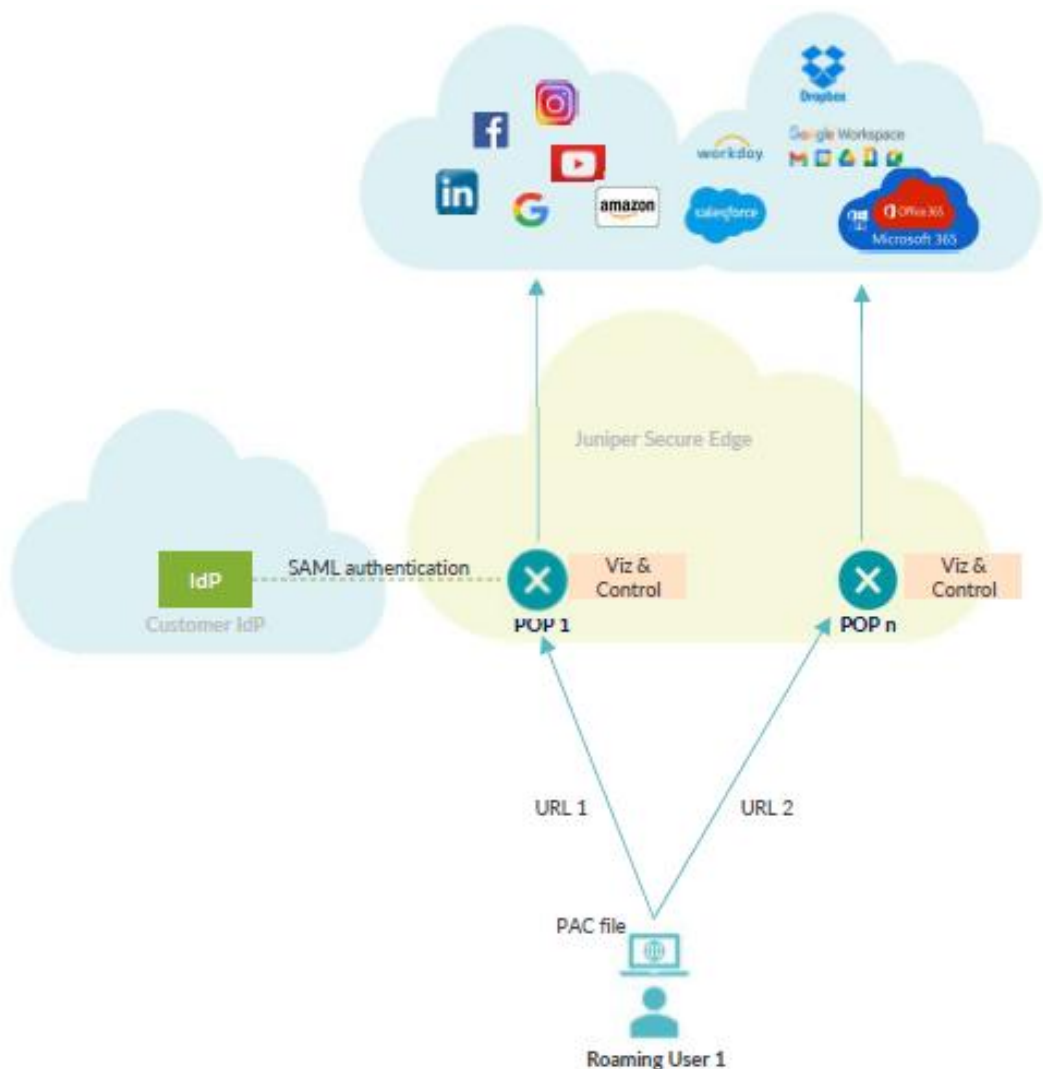 Dropbox
Google Workspace
workday
in
amazon
salesforce
Office 365
Microsoft 365
Juniper Secure Edge
IdP
SAML authentication
Viz &
Control
Viz &
Control
Customer IdP
POP 1
POP n
URL 1
URL 2
PAC file
Roaming User 1